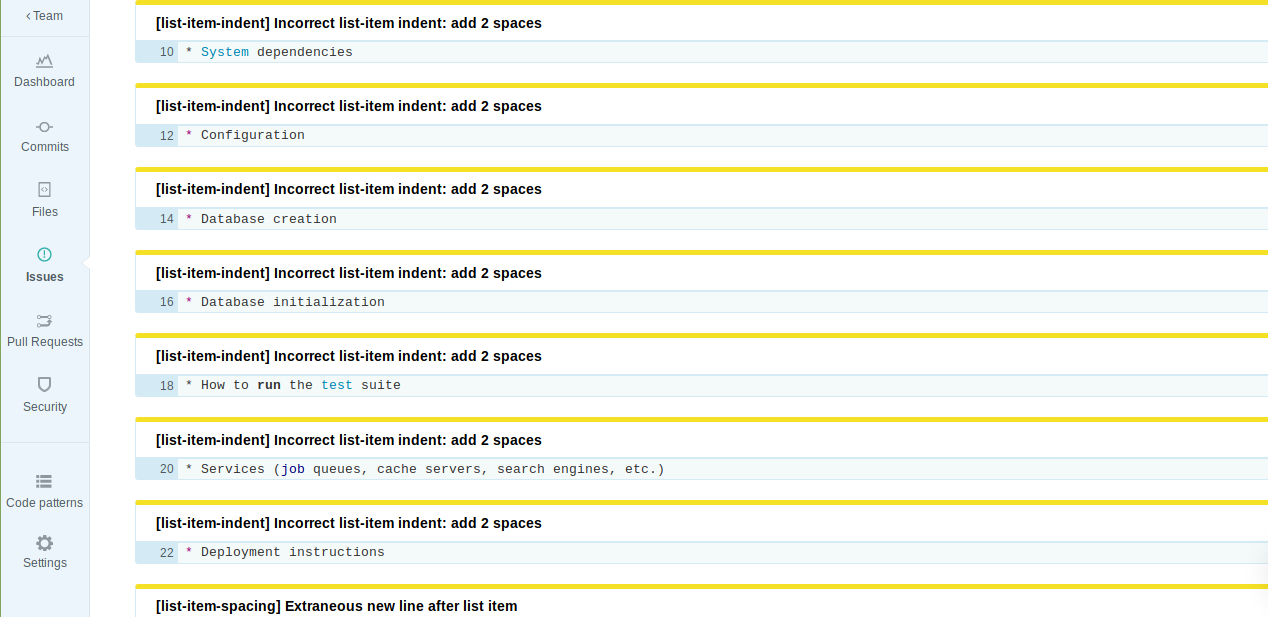 ‹ Team
Dashboard
Commits
Files
Issues
Pull Requests
Security
Code patterns
Settings
[list-item-indent] Incorrect list-item indent: add 2 spaces
10 * System dependencies
[list-item-indent] Incorrect list-item indent: add 2 spaces
12 * Configuration
[list-item-indent] Incorrect list-item indent: add 2 spaces
14 * Database creation
[list-item-indent] Incorrect list-item indent: add 2 spaces
16 * Database initialization
[list-item-indent] Incorrect list-item indent: add 2 spaces
18 * How to run the test suite
[list-item-indent] Incorrect list-item indent: add 2 spaces
20 * Services (job queues, cache servers, search engines, etc.)
[list-item-indent] Incorrect list-item indent: add 2 spaces
22 * Deployment instructions
[list-item-spacing] Extraneous new line after list item